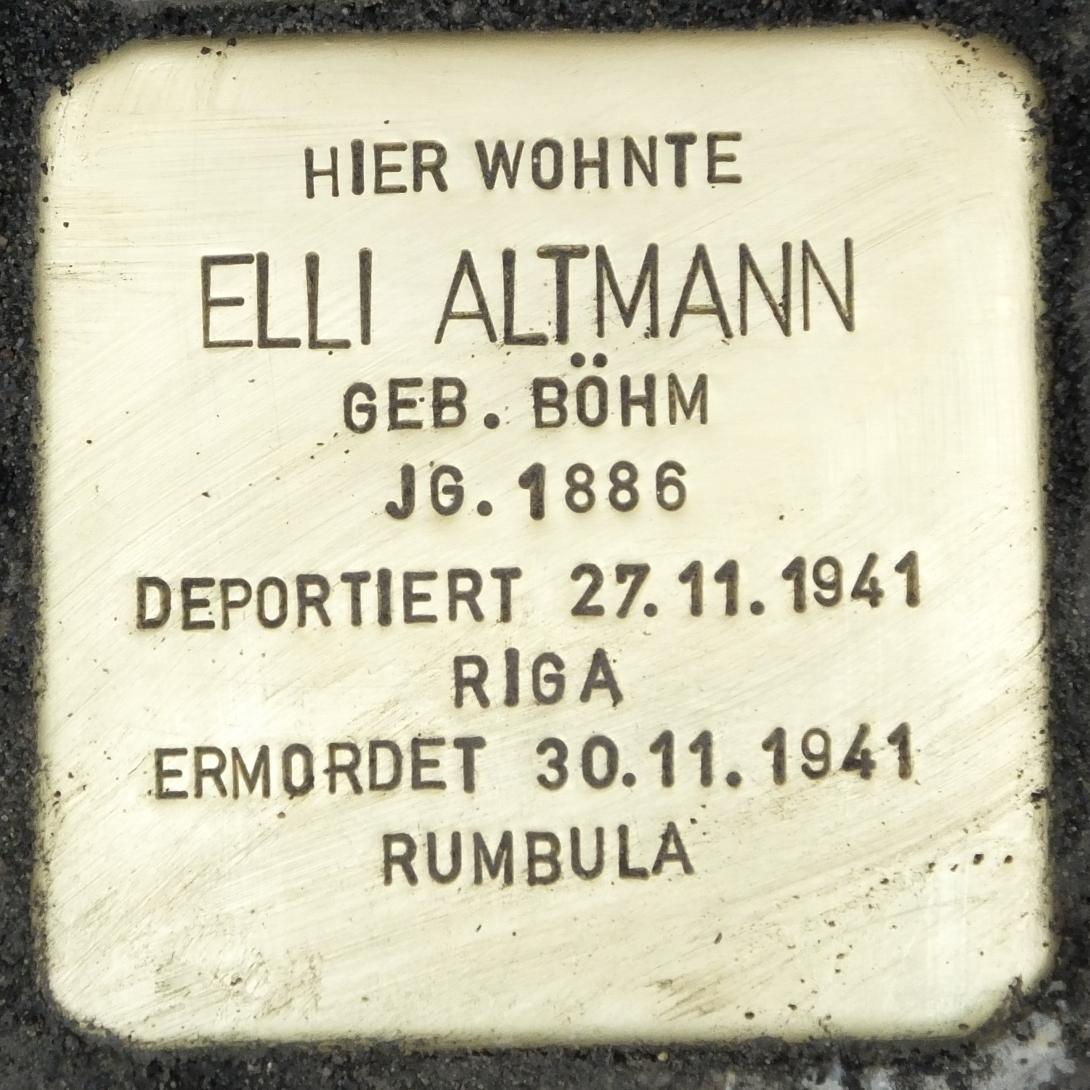 HIER WOHNTE
ELLI ALTMANN
GEB. BÖHM
JG. 1886
DEPORTIERT 27.11.1941
RIGA
ERMORDET 30.11.1941
RUMBULA